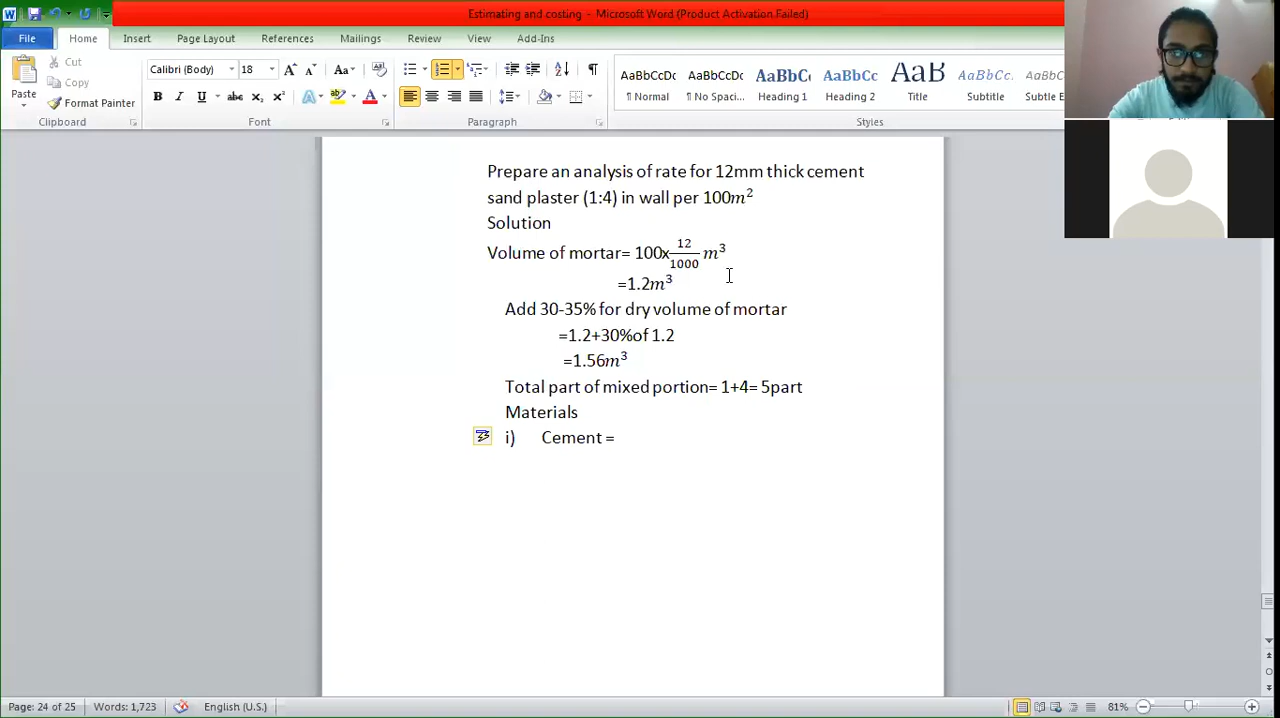 Estimating and costing - Microsoft Word (Product Activation Failed)
File Home Insert Page Layout References Mailings Review View Add-Ins
Cut
Copy
Paste
Format Painter
Clipboard
Calibri (Body) 18
Font
Paragraph
AaBbCcDc AaBbCcDc AaBbCc AaBbCc AaB AaBbCcDc AaBbCcD
¶ Normal ¶ No Spaci... Heading 1 Heading 2 Title Subtitle Subtle E
Styles
Prepare an analysis of rate for 12mm thick cement
sand plaster (1:4) in wall per 100m²
Solution
Volume of mortar= 100x12/1000 m³
=1.2m³
Add 30-35% for dry volume of mortar
=1.2+30%of 1.2
=1.56m³
Total part of mixed portion= 1+4= 5part
Materials
i) Cement =
Page: 24 of 25 Words: 1,723 English (U.S.) 81%